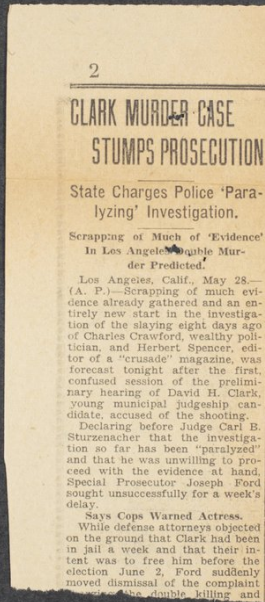 2
CLARK MURDER CASE
STUMPS PROSECUTION
State Charges Police 'Para-
lyzing' Investigation.
Scrapping of Much of 'Evidence'
In Los Angeles Double Mur-
der Predicted.
Los Angeles, Calif., May 28.—
(A. P.)—Scrapping of much evi-
dence already gathered and an en-
tirely new start in the investiga-
tion of the slaying eight days ago
of Charles Crawford, wealthy poli-
tician, and Herbert Spencer, edi-
tor of a "crusade" magazine, was
forecast tonight after the first,
confused session of the prelimi-
nary hearing of David H. Clark,
young municipal judgeship can-
didate, accused of the shooting.
Declaring before Judge Carl B.
Sturzenacher that the investiga-
tion so far has been "paralyzed"
and that he was unwilling to pro-
ceed with the evidence at hand,
Special Prosecutor Joseph Ford
sought unsuccessfully for a week's
delay.
Says Cops Warned Actress.
While defense attorneys objected
on the ground that Clark had been
in jail a week and that their in-
tent was to free him before the
election June 2, Ford suddenly
moved dismissal of the complaint
the double killing and